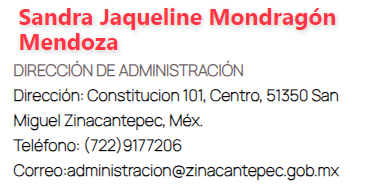 Sandra Jaqueline Mondragón
Mendoza
DIRECCIÓN DE ADMINISTRACIÓN
Dirección: Constitucion 101, Centro, 51350 San
Miguel Zinacantepec, Méx.
Teléfono: (722)9177206
Correo:administracion@zinacantepec.gob.mx